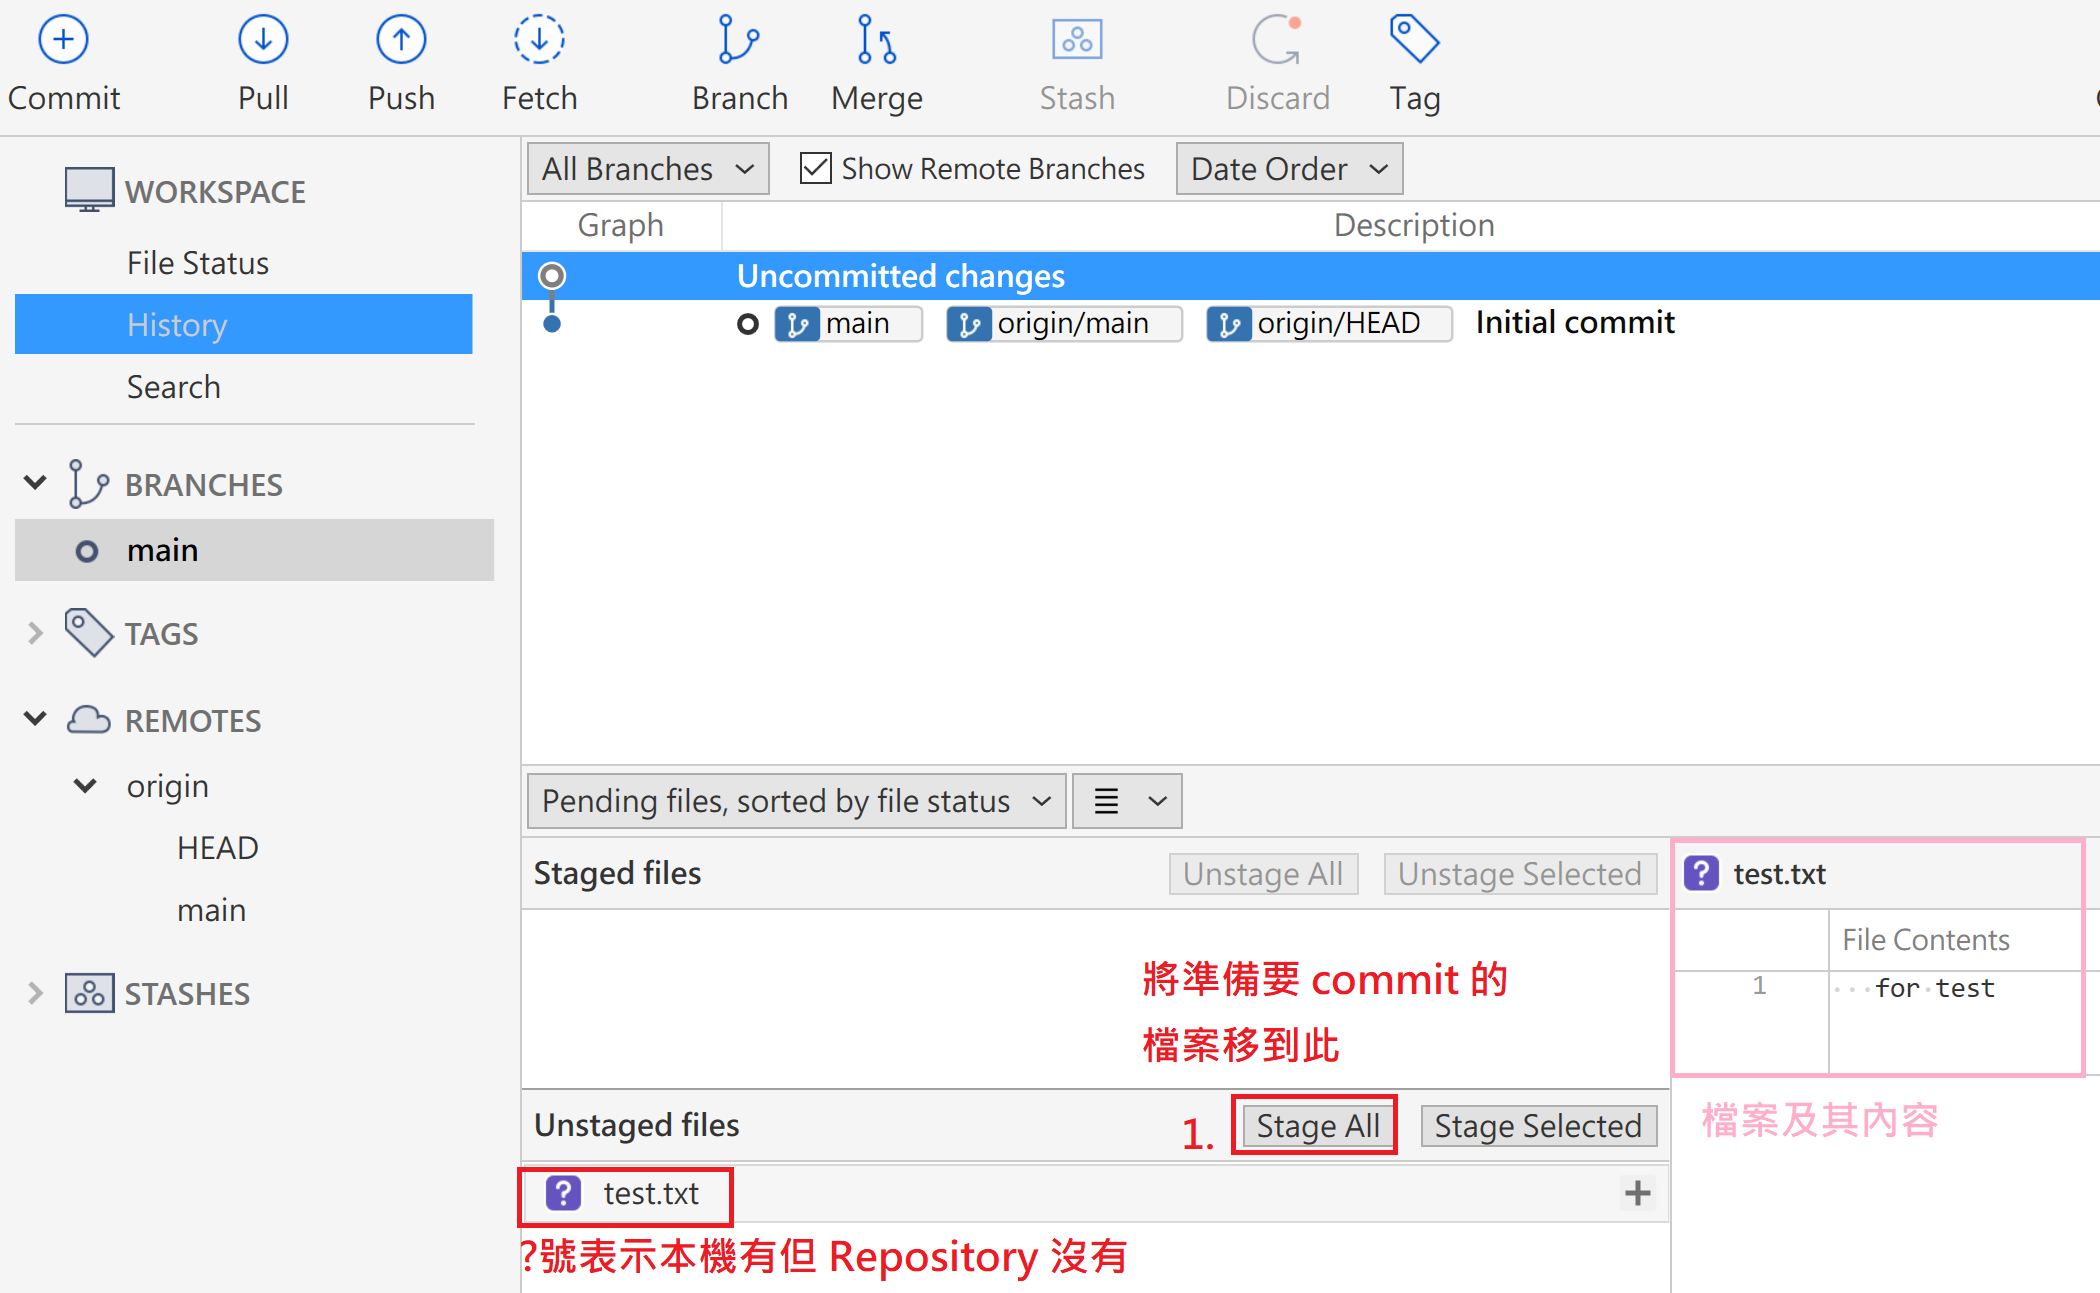 Commit
Pull
Push
Fetch
Branch
Merge
Stash
Discard
Tag
WORKSPACE
File Status
History
Search
BRANCHES
main
TAGS
REMOTES
origin
HEAD
main
STASHES
All Branches
Show Remote Branches
Date Order
Graph
Description
Uncommitted changes
main
origin/main
origin/HEAD
Initial commit
Pending files, sorted by file status
Staged files
Unstage All
Unstage Selected
將準備要 commit 的
檔案移到此
Unstaged files
1.
Stage All
Stage Selected
? test.txt
?號表示本機有但 Repository 沒有
? test.txt
File Contents
1
···for·test
檔案及其內容